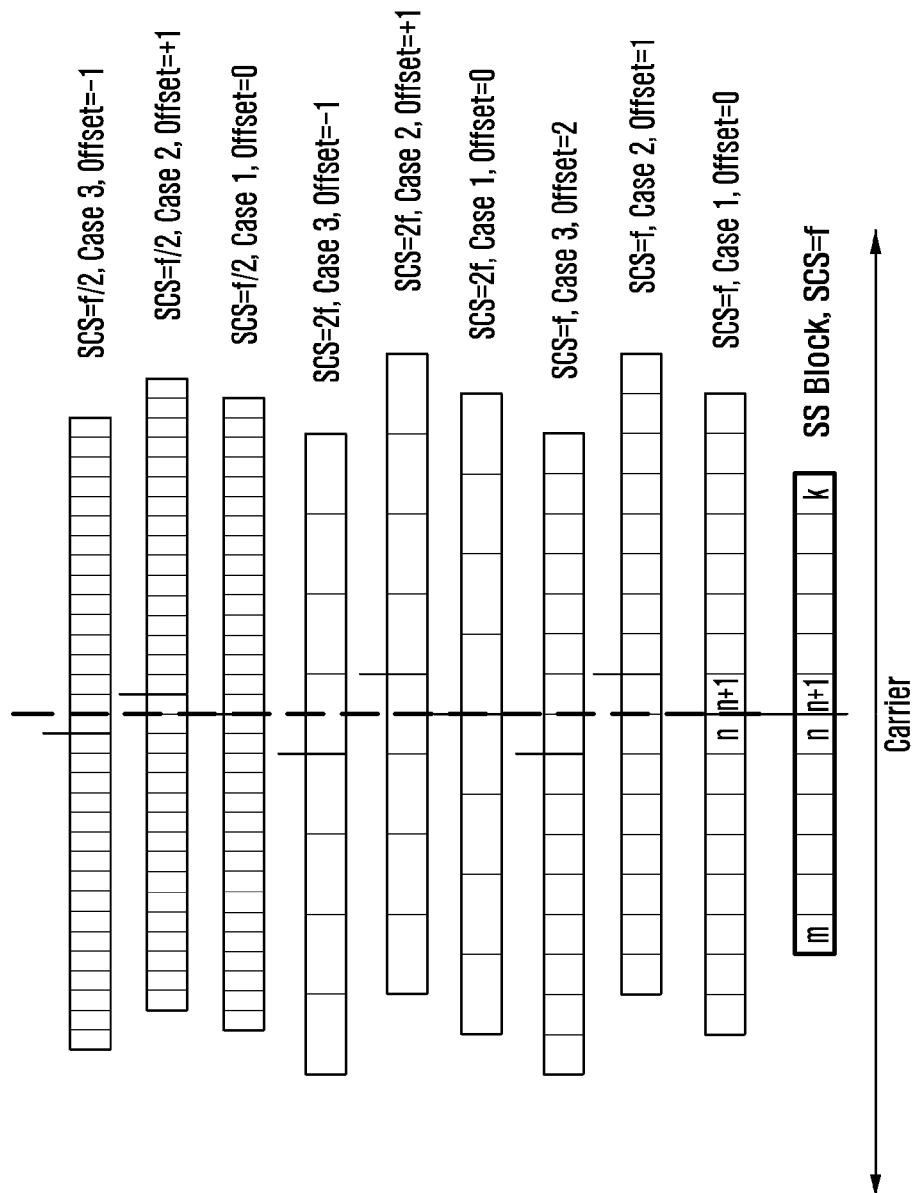 SCS=f/2, Case 3, Offset=−1
SCS=f/2, Case 2, Offset=+1
SCS=f/2, Case 1, Offset=0
SCS=2f, Case 3, Offset=−1
SCS=2f, Case 2, Offset=+1
SCS=2f, Case 1, Offset=0
SCS=f, Case 3, Offset=2
SCS=f, Case 2, Offset=1
SCS=f, Case 1, Offset=0
n n+1
SS Block, SCS=f
m n n+1 k
Carrier